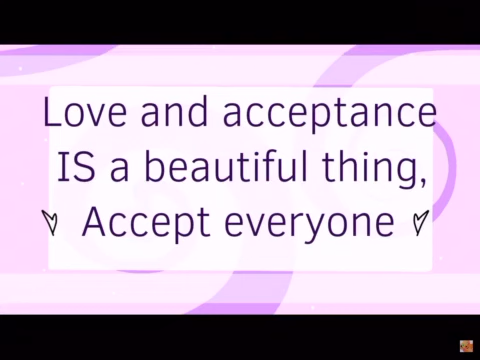 Love and acceptance
IS a beautiful thing,
Accept everyone